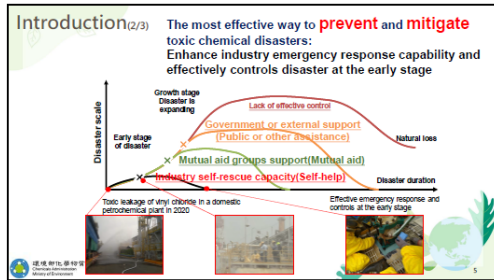 Introduction(2/3)
The most effective way to prevent and mitigate
toxic chemical disasters:
Enhance industry emergency response capability and
effectively controls disaster at the early stage
Disaster scale
Growth stage
Disaster is
expanding
Early stage
of disaster
Lack of effective control
Government or external support
(Public or other assistance)
Natural loss
Mutual aid groups support(Mutual aid)
Industry self-rescue capacity(Self-help)
Disaster duration
Toxic leakage of vinyl chloride in a domestic
petrochemical plant in 2020
Effective emergency response and
controls at the early stage
環境部化學物質
Chemicals Administration
Ministry of Environment
5